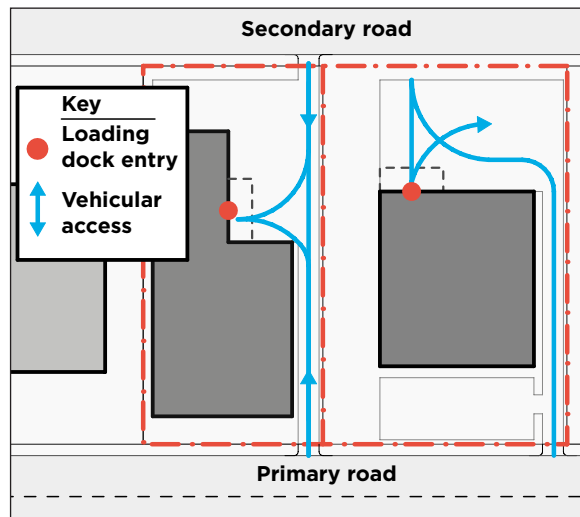 Secondary road
Key
Loading
dock entry
Vehicular
access
Primary road